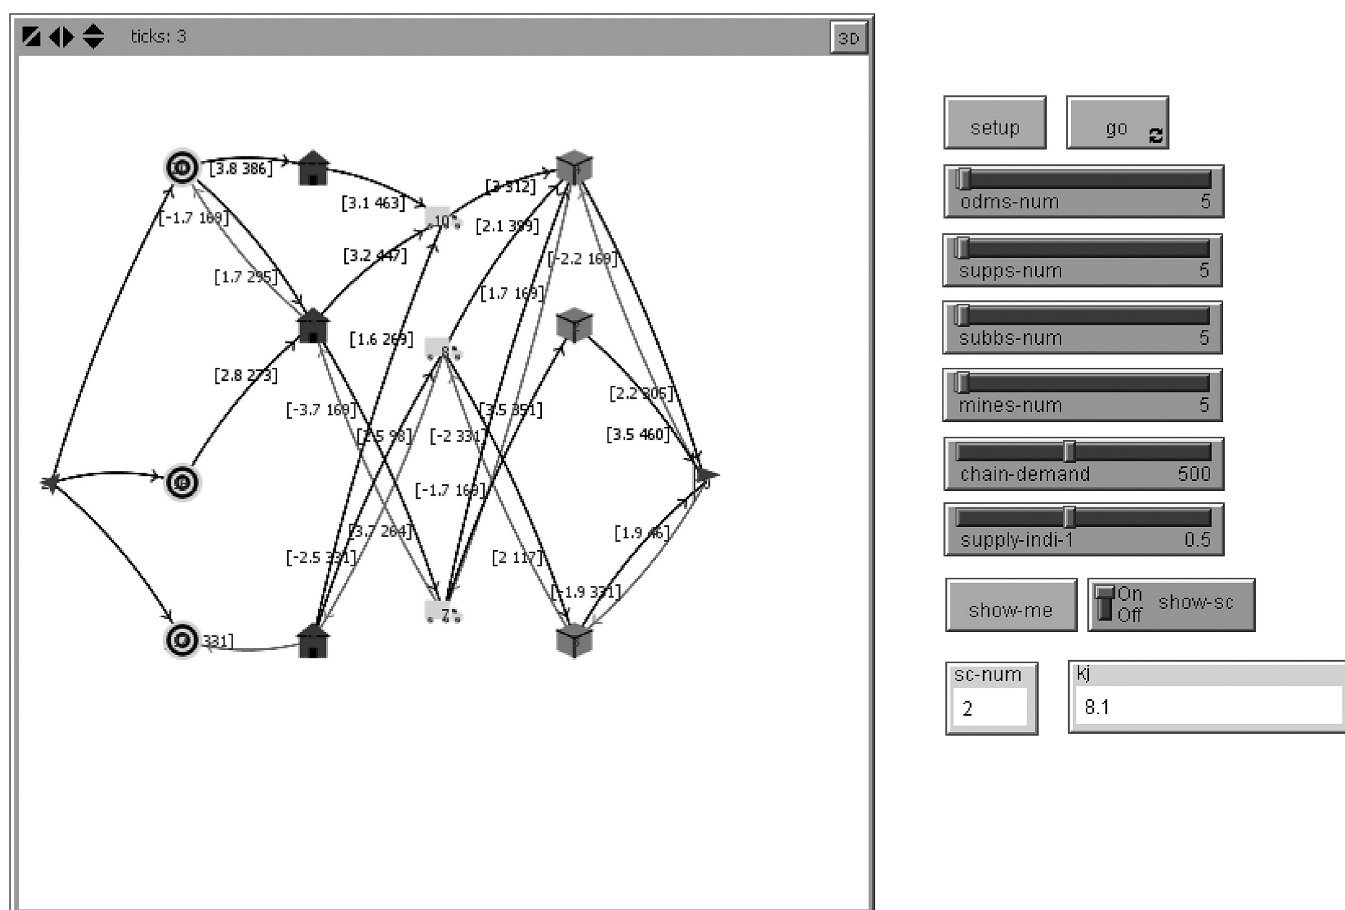 ticks: 3
3D
[3.8 386]
[3.1 463]
[3 312]
[-1.7 169]
10
[2.1 399]
[3.2 447]
[-2.2 169]
[1.7 295]
[1.7 169]
[1.6 269]
8
[2.8 273]
[2.2 305]
[-3.7 169]
[3.5 351]
[2.5 98]
[-2 331]
[3.5 460]
[-1.7 169]
[3.7 264]
[1.9 46]
[-2.5 331]
[2 117]
[-1.9 331]
7
331]
setup
go
odms-num 5
supps-num 5
subbs-num 5
mines-num 5
chain-demand 500
supply-indi-1 0.5
show-me
On
Off
show-sc
sc-num
2
kj
8.1